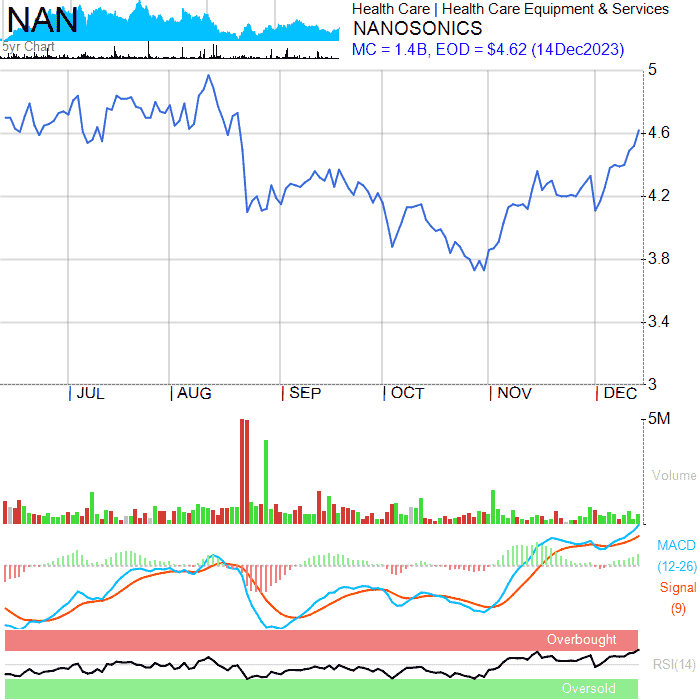 NAN
5yr Chart
Health Care | Health Care Equipment & Services
NANOSONICS
MC = 1.4B, EOD = $4.62 (14Dec2023)
5
4.6
4.2
3.8
3.4
3
JUL
AUG
SEP
OCT
NOV
DEC
5M
Volume
MACD
(12-26)
Signal
(9)
Overbought
RSI(14)
Oversold